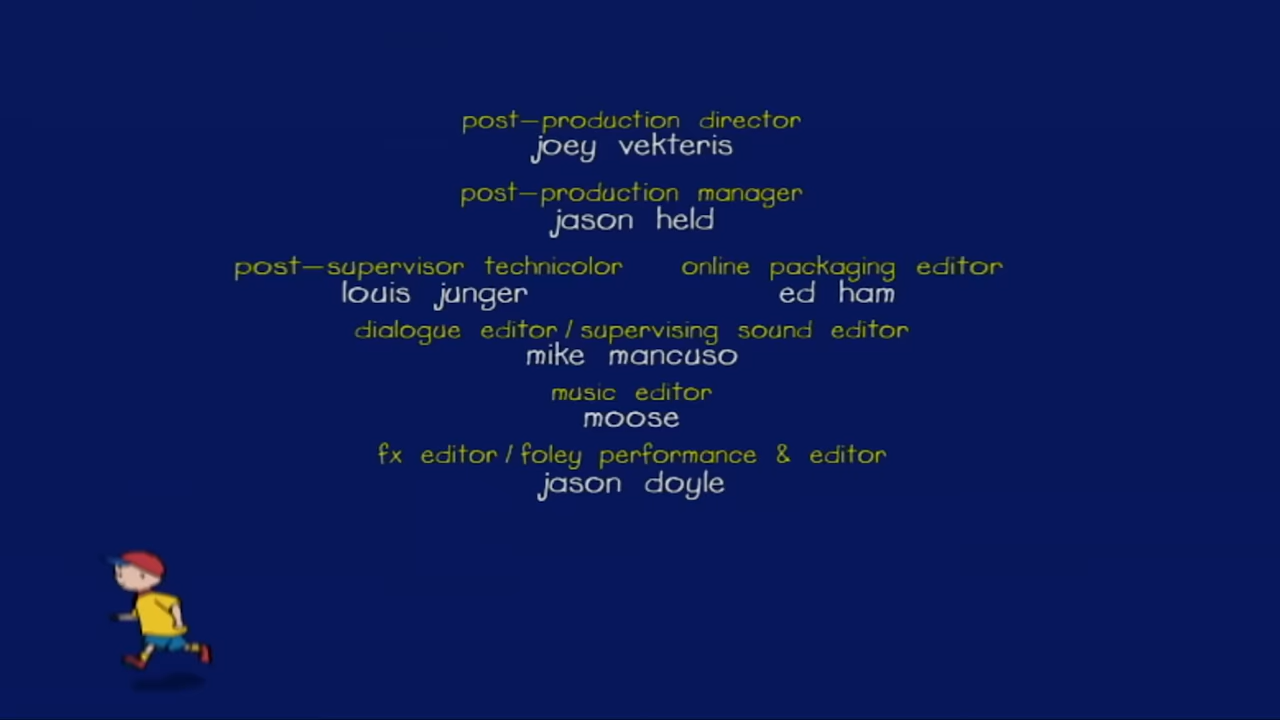 post-production director
joey vekteris
post-production manager
jason held
post-supervisor technicolor online packaging editor
louis junger ed ham
dialogue editor / supervising sound editor
mike mancuso
music editor
moose
fx editor / foley performance & editor
jason doyle